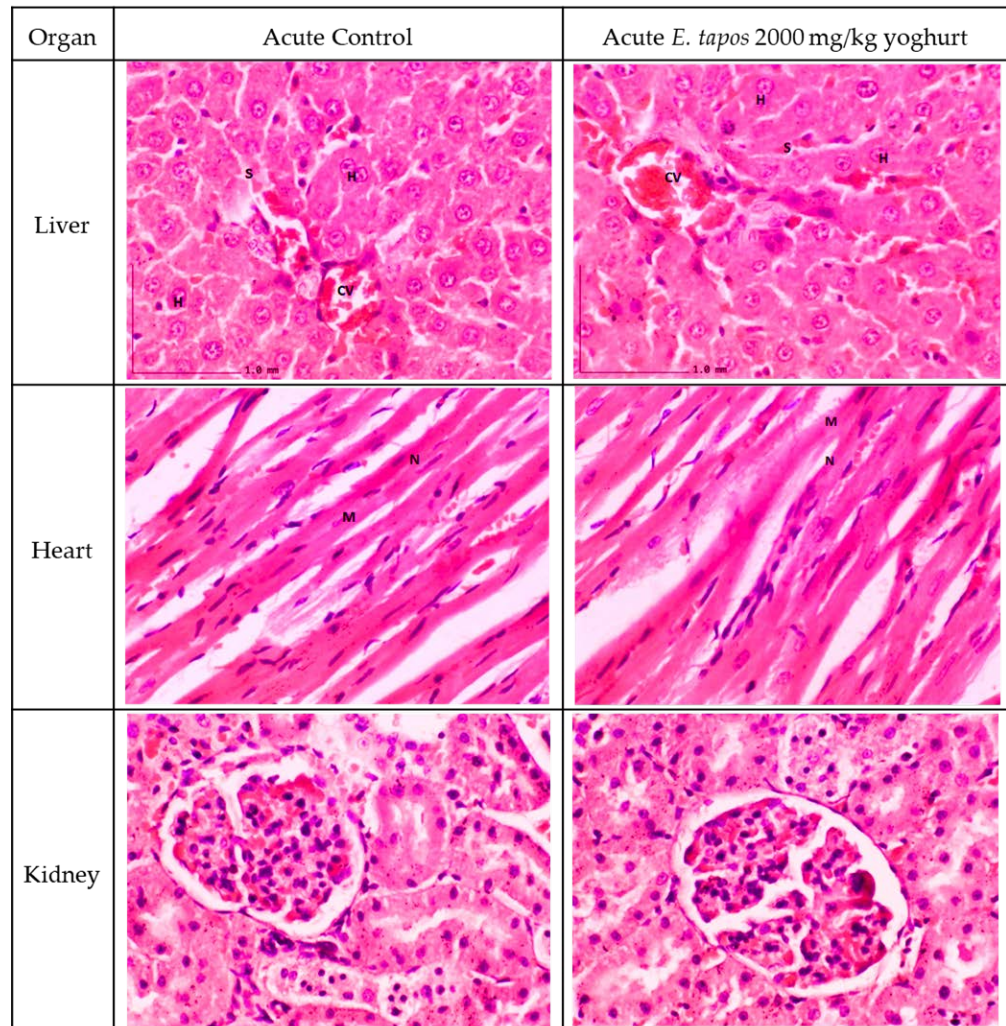 Organ Acute Control Acute E. tapos 2000 mg/kg yoghurt
Liver
H
S
H
H
CV
1.0 mm
H
S
H
CV
1.0 mm
Heart
N
M
M
N
Kidney